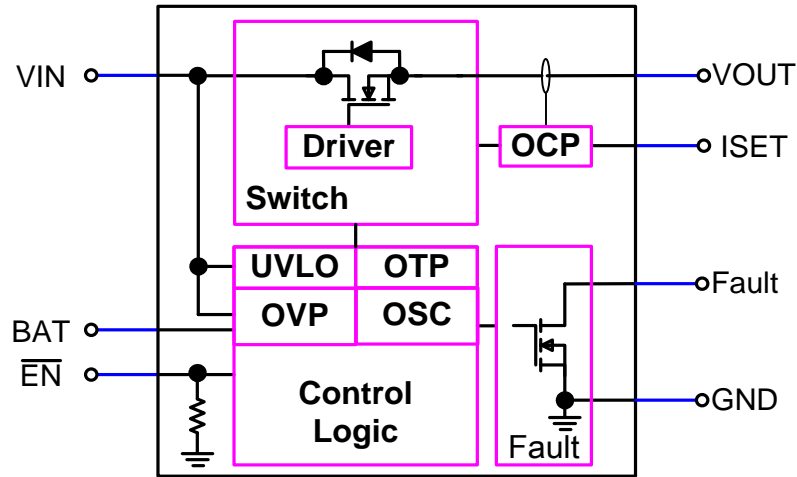 VIN
VOUT
Driver
OCP
ISET
Switch
UVLO
OTP
Fault
OVP
OSC
BAT
EN
Control
Logic
GND
Fault